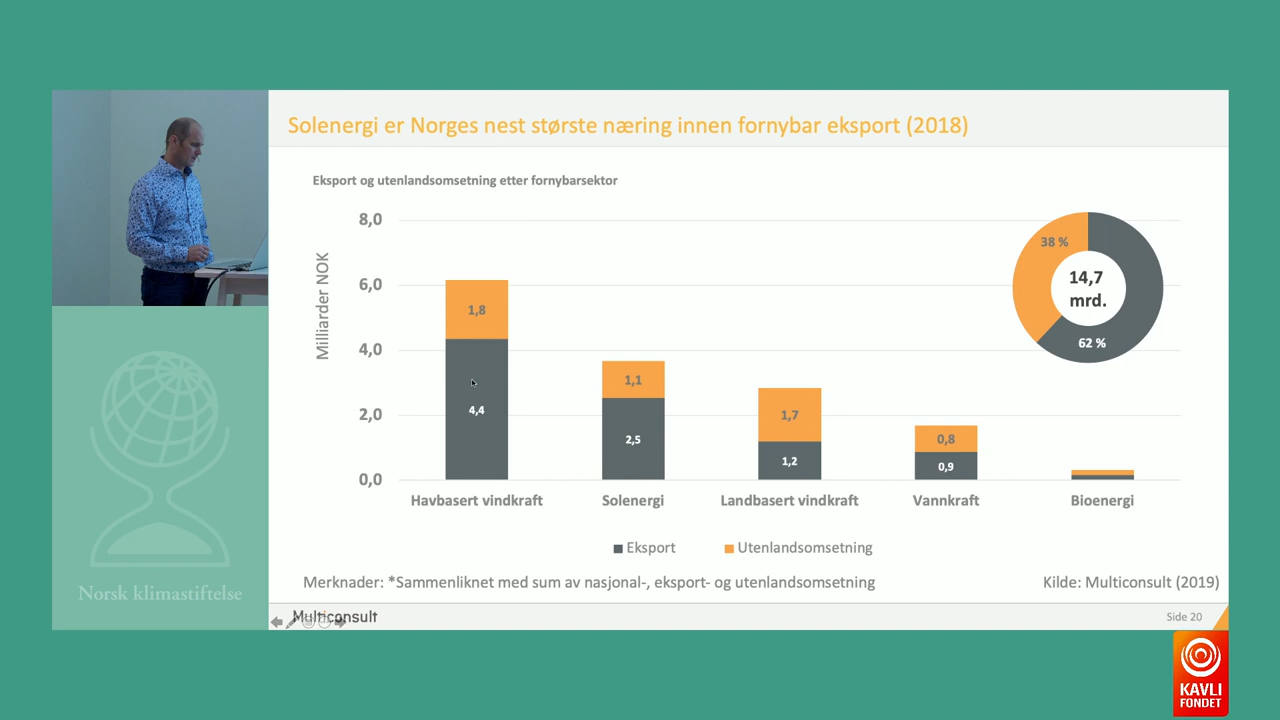 Solenergi er Norges nest største næring innen fornybar eksport (2018)
Eksport og utenlandsomsetning etter fornybarsektor
Milliarder NOK
8,0
6,0
4,0
2,0
0,0
1,8
4,4
1,1
2,5
1,7
1,2
0,8
0,9
38 %
14,7
mrd.
62 %
Havbasert vindkraft
Solenergi
Landbasert vindkraft
Vannkraft
Bioenergi
Eksport
Utenlandsomsetning
Merknader: *Sammenliknet med sum av nasjonal-, eksport- og utenlandsomsetning
Kilde: Multiconsult (2019)
Multiconsult
Side 20
Norsk klimastiftelse
KAVLI
FONDET